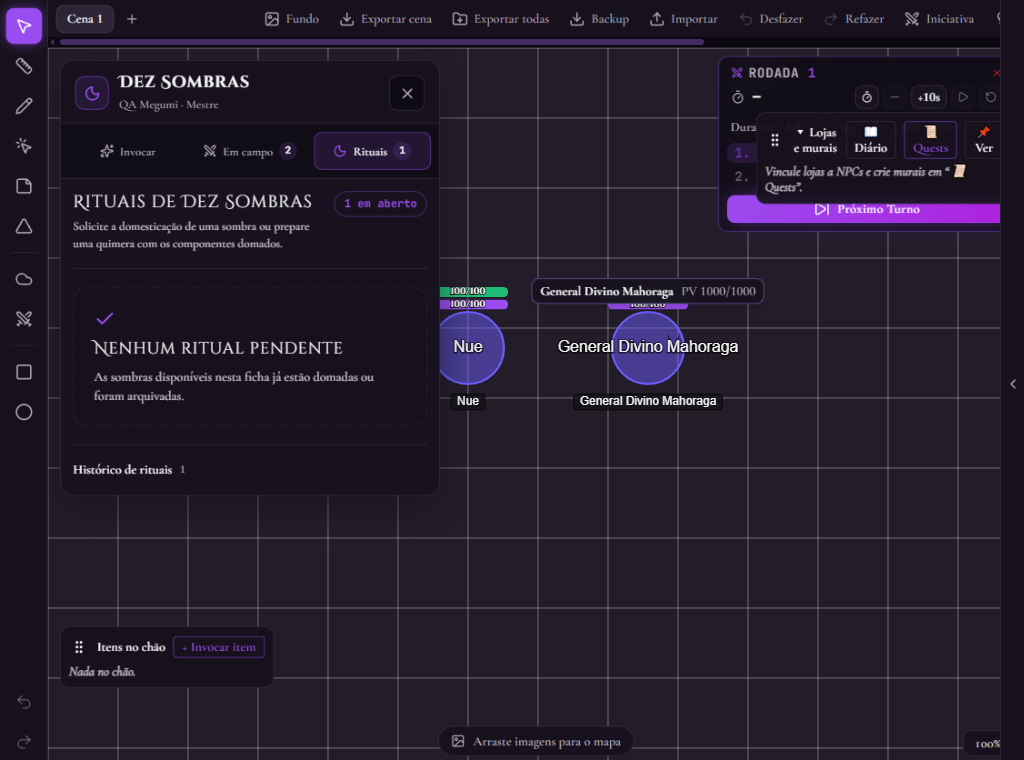 Cena 1
Fundo
Exportar cena
Exportar todas
Backup
Importar
Desfazer
Refazer
Iniciativa
Dez Sombras
QA Megumi · Mestre
Invocar
Em campo 2
Rituais 1
Rituais de Dez Sombras
1 em aberto
Solicite a domesticação de uma sombra ou prepare
uma quimera com os componentes domados.
Nenhum ritual pendente
As sombras disponíveis nesta ficha já estão domadas ou
foram arquivadas.
Histórico de rituais 1
RODADA 1
+10s
1.
2.
Lojas
e murais
Diário
Quests
Ver
Vincule lojas a NPCs e crie murais em “
Quests”.
Próximo Turno
100/100
100/100
Nue
Nue
General Divino Mahoraga PV 1000/1000
General Divino Mahoraga
General Divino Mahoraga
Itens no chão
+ Invocar item
Nada no chão.
Arraste imagens para o mapa
100%